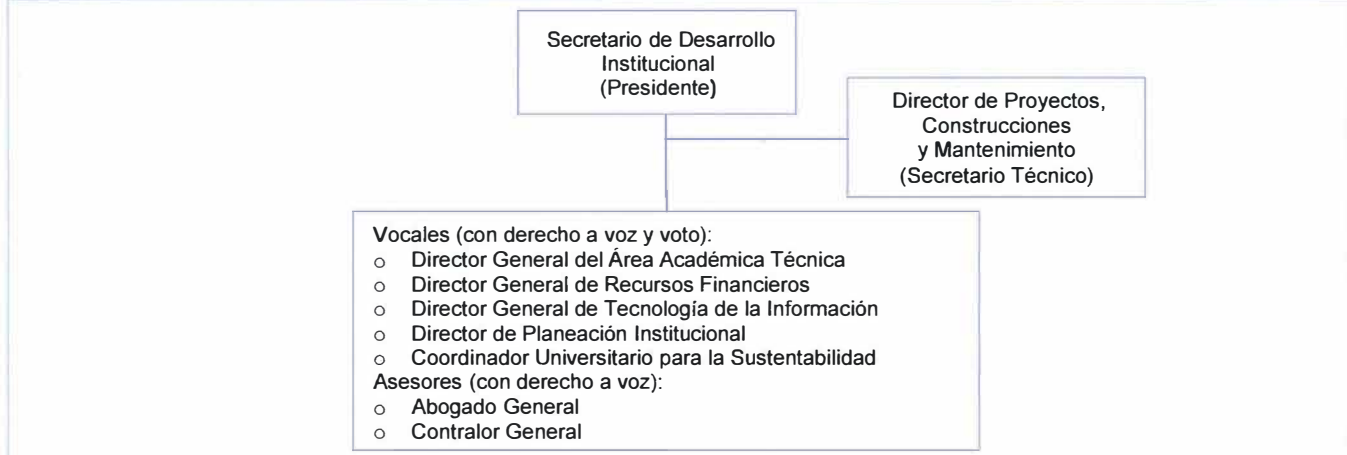 Secretario de Desarrollo
Institucional
(Presidente)
Director de Proyectos,
Construcciones
y Mantenimiento
(Secretario Técnico)
Vocales (con derecho a voz y voto):
o Director General del Área Académica Técnica
o Director General de Recursos Financieros
o Director General de Tecnología de la Información
o Director de Planeación Institucional
o Coordinador Universitario para la Sustentabilidad
Asesores (con derecho a voz):
o Abogado General
o Contralor General